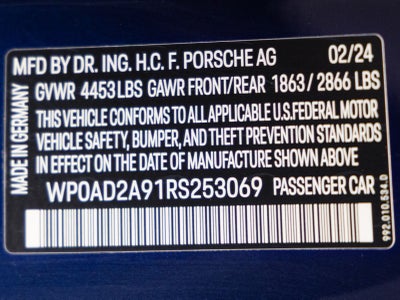 MFD BY DR. ING. H.C. F. PORSCHE AG 02/24
GVWR 4453 LBS GAWR FRONT/REAR 1863 / 2866 LBS
THIS VEHICLE CONFORMS TO ALL APPLICABLE U.S.FEDERAL MOTOR
VEHICLE SAFETY, BUMPER, AND THEFT PREVENTION STANDARDS
IN EFFECT ON THE DATE OF MANUFACTURE SHOWN ABOVE
WP0AD2A91RS253069 PASSENGER CAR
MADE IN GERMANY
992.010.534.D